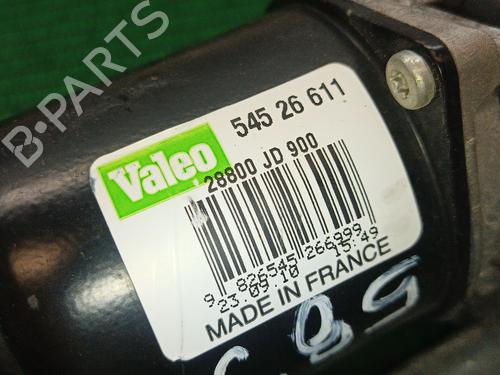 B-PARTS
Valeo
545 26 611
28800 JD 900
9 826545 266999
23.09.10 15:49
MADE IN FRANCE